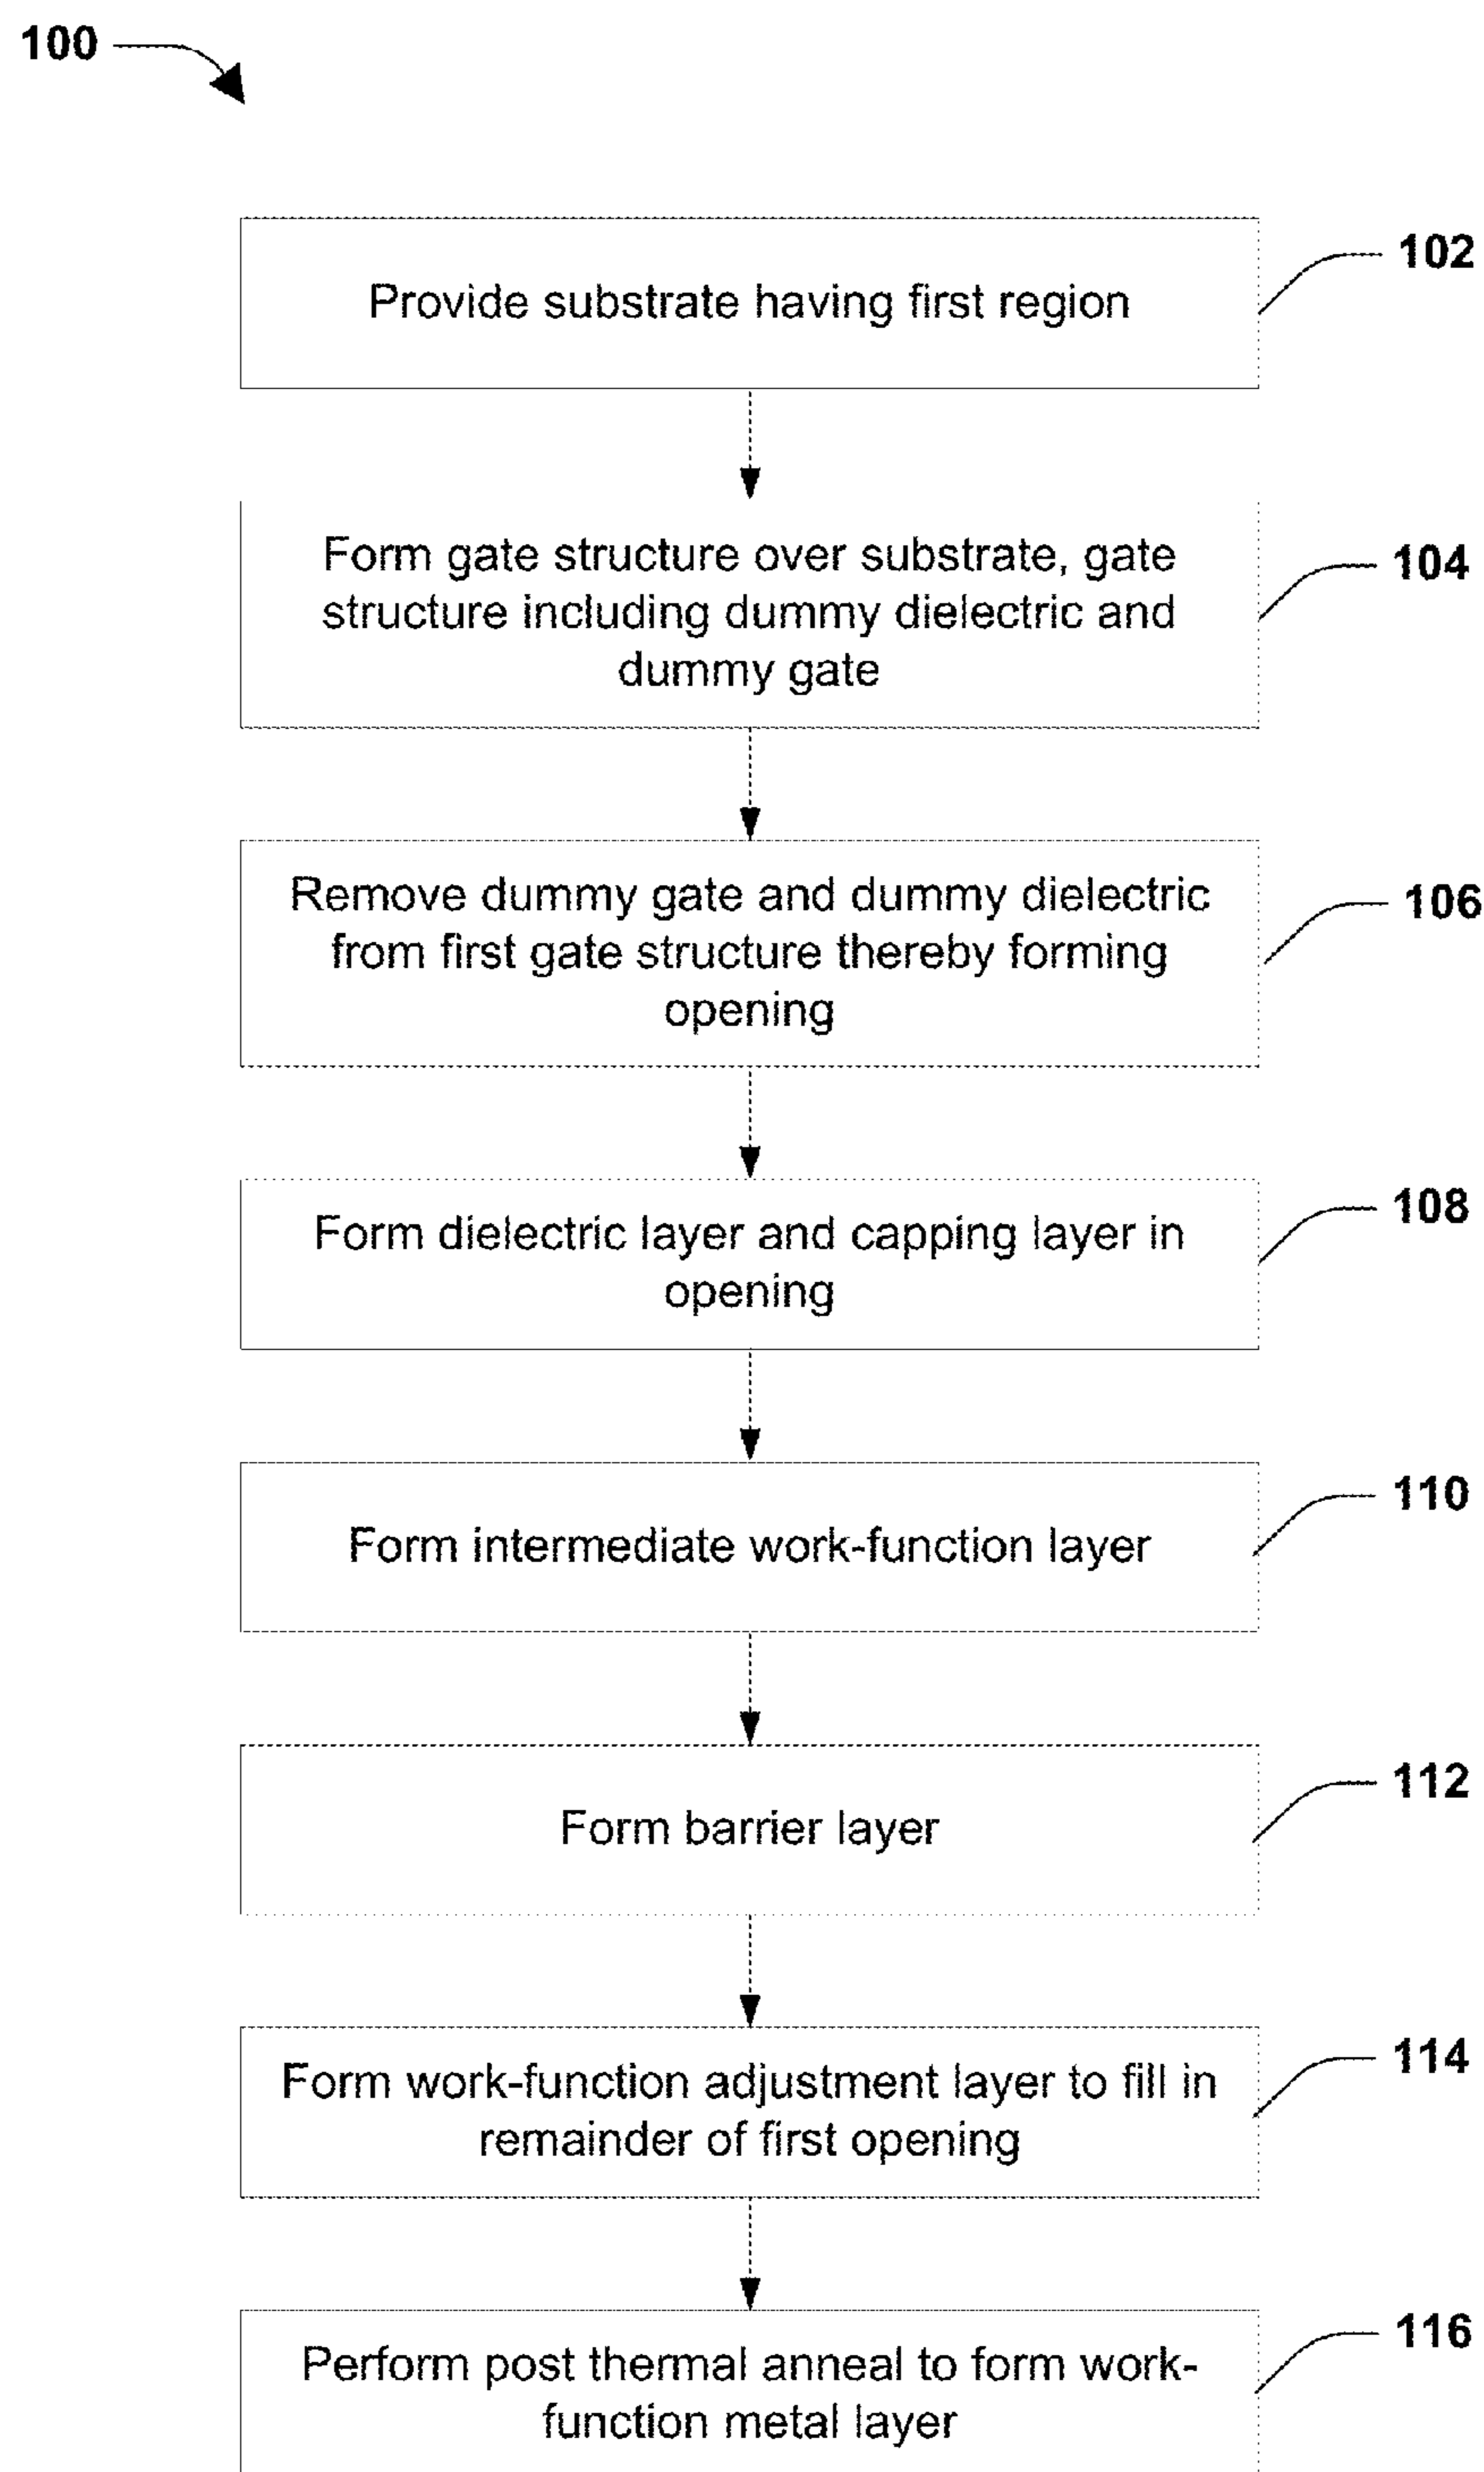 100
Provide substrate having first region
102
Form gate structure over substrate, gate
structure including dummy dielectric and
dummy gate
104
Remove dummy gate and dummy dielectric
from first gate structure thereby forming
opening
106
Form dielectric layer and capping layer in
opening
108
Form intermediate work-function layer
110
Form barrier layer
112
Form work-function adjustment layer to fill in
remainder of first opening
114
Perform post thermal anneal to form work-
function metal layer
116